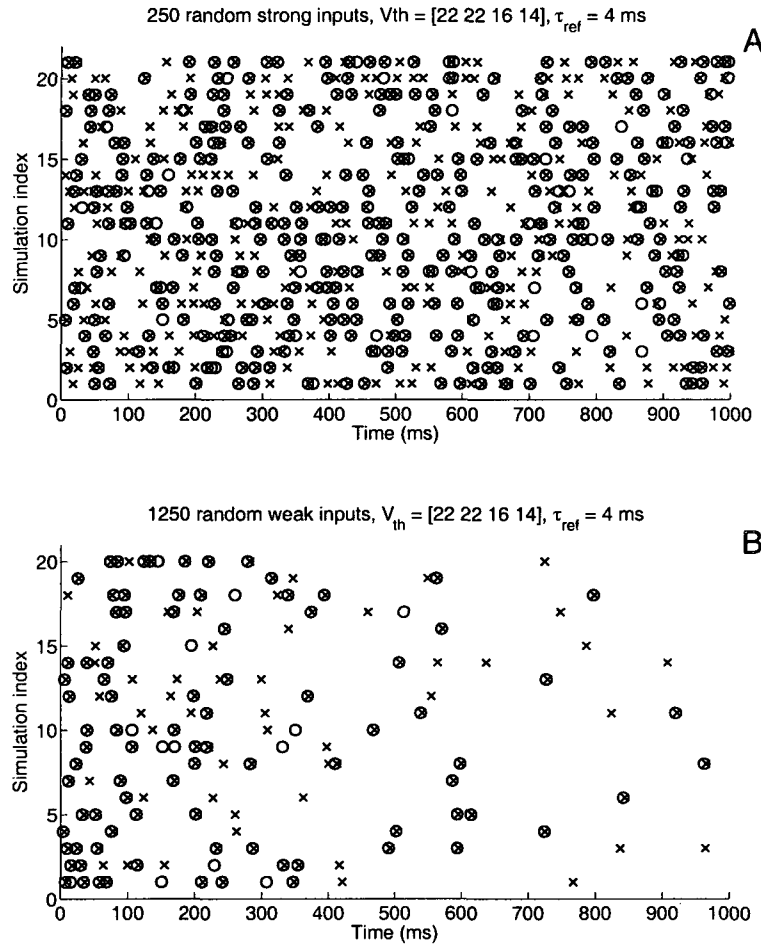 250 random strong inputs, Vth = [22 22 16 14], τref = 4 ms
A
20
15
10
5
0
Simulation index
0 100 200 300 400 500 600 700 800 900 1000
Time (ms)
1250 random weak inputs, Vth = [22 22 16 14], τref = 4 ms
B
20
15
10
5
0
Simulation index
0 100 200 300 400 500 600 700 800 900 1000
Time (ms)